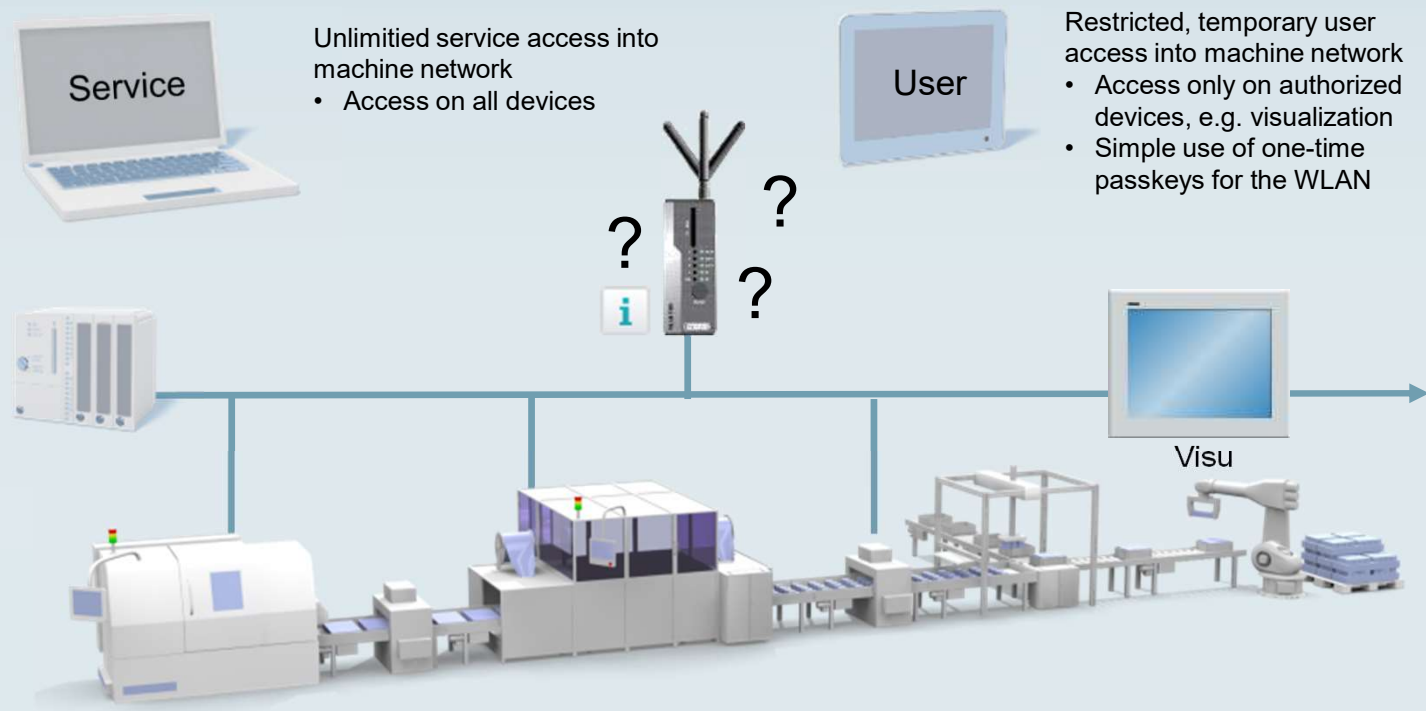 Service
Unlimitied service access into
machine network
• Access on all devices
User
Restricted, temporary user
access into machine network
• Access only on authorized
devices, e.g. visualization
• Simple use of one-time
passkeys for the WLAN
?
?
?
i
Visu